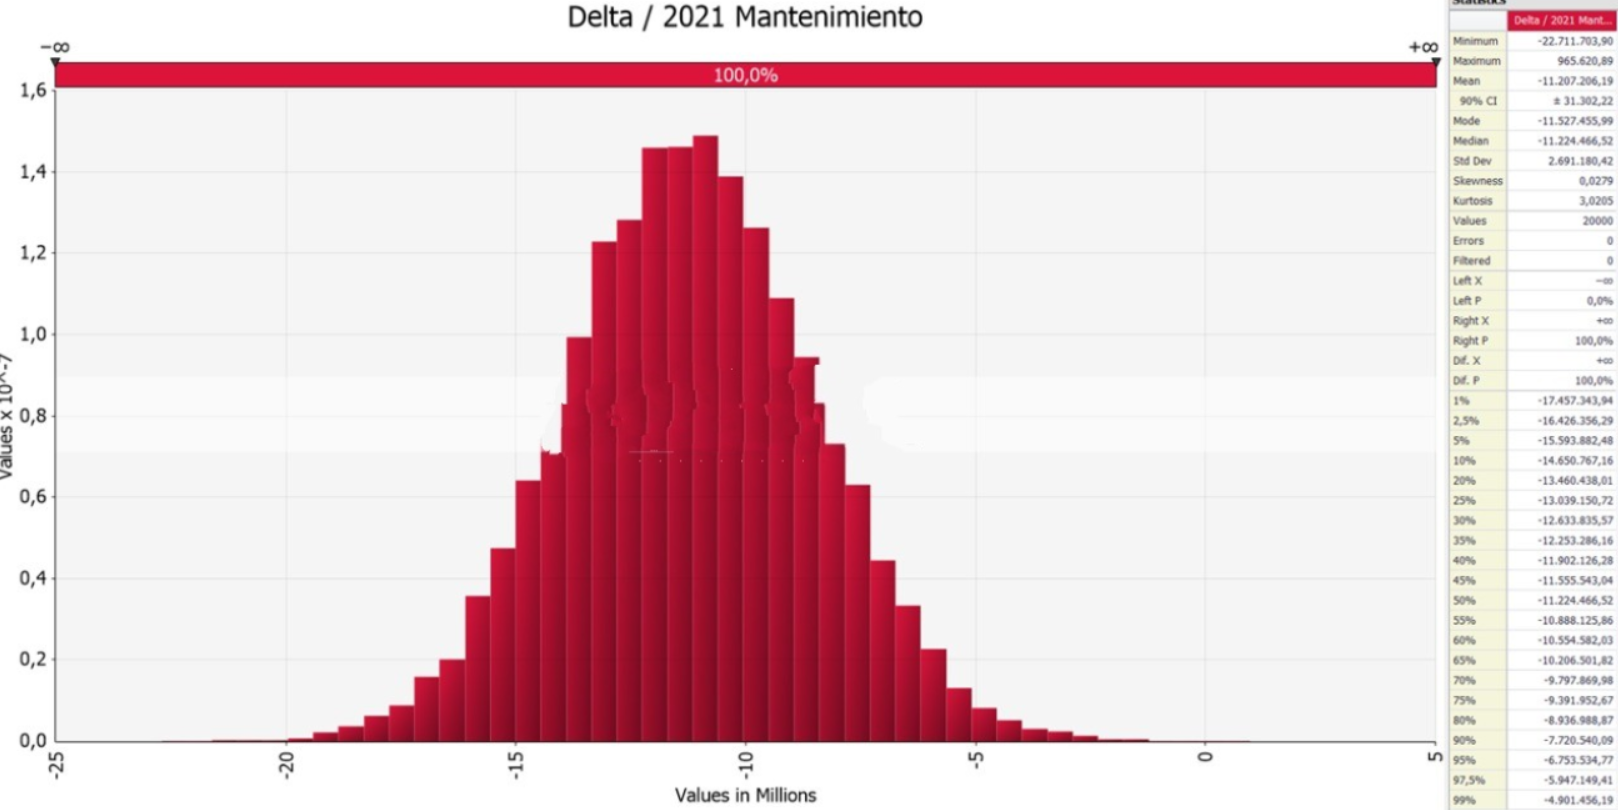 Delta / 2021 Mantenimiento
−∞
+∞
100,0%
1,6
1,4
1,2
1,0
0,8
0,6
0,4
0,2
0,0
Values x 10^-7
-25
-20
-15
-10
-5
0
5
Values in Millions
Statistics
Delta / 2021 Mant...
Minimum -22.711.703,90
Maximum 965.620,89
Mean -11.207.206,19
90% CI ± 31.302,22
Mode -11.527.455,99
Median -11.224.466,52
Std Dev 2.691.180,42
Skewness 0,0279
Kurtosis 3,0205
Values 20000
Errors 0
Filtered 0
Left X −∞
Left P 0,0%
Right X +∞
Right P 100,0%
Dif. X +∞
Dif. P 100,0%
1% -17.457.343,94
2,5% -16.426.356,29
5% -15.593.882,48
10% -14.650.767,16
20% -13.460.438,01
25% -13.039.150,72
30% -12.633.835,57
35% -12.253.286,16
40% -11.902.126,28
45% -11.555.543,04
50% -11.224.466,52
55% -10.888.125,86
60% -10.554.582,03
65% -10.206.501,82
70% -9.797.869,98
75% -9.391.952,67
80% -8.936.988,87
90% -7.720.540,09
95% -6.753.534,77
97,5% -5.947.149,41
99% -4.901.456,19